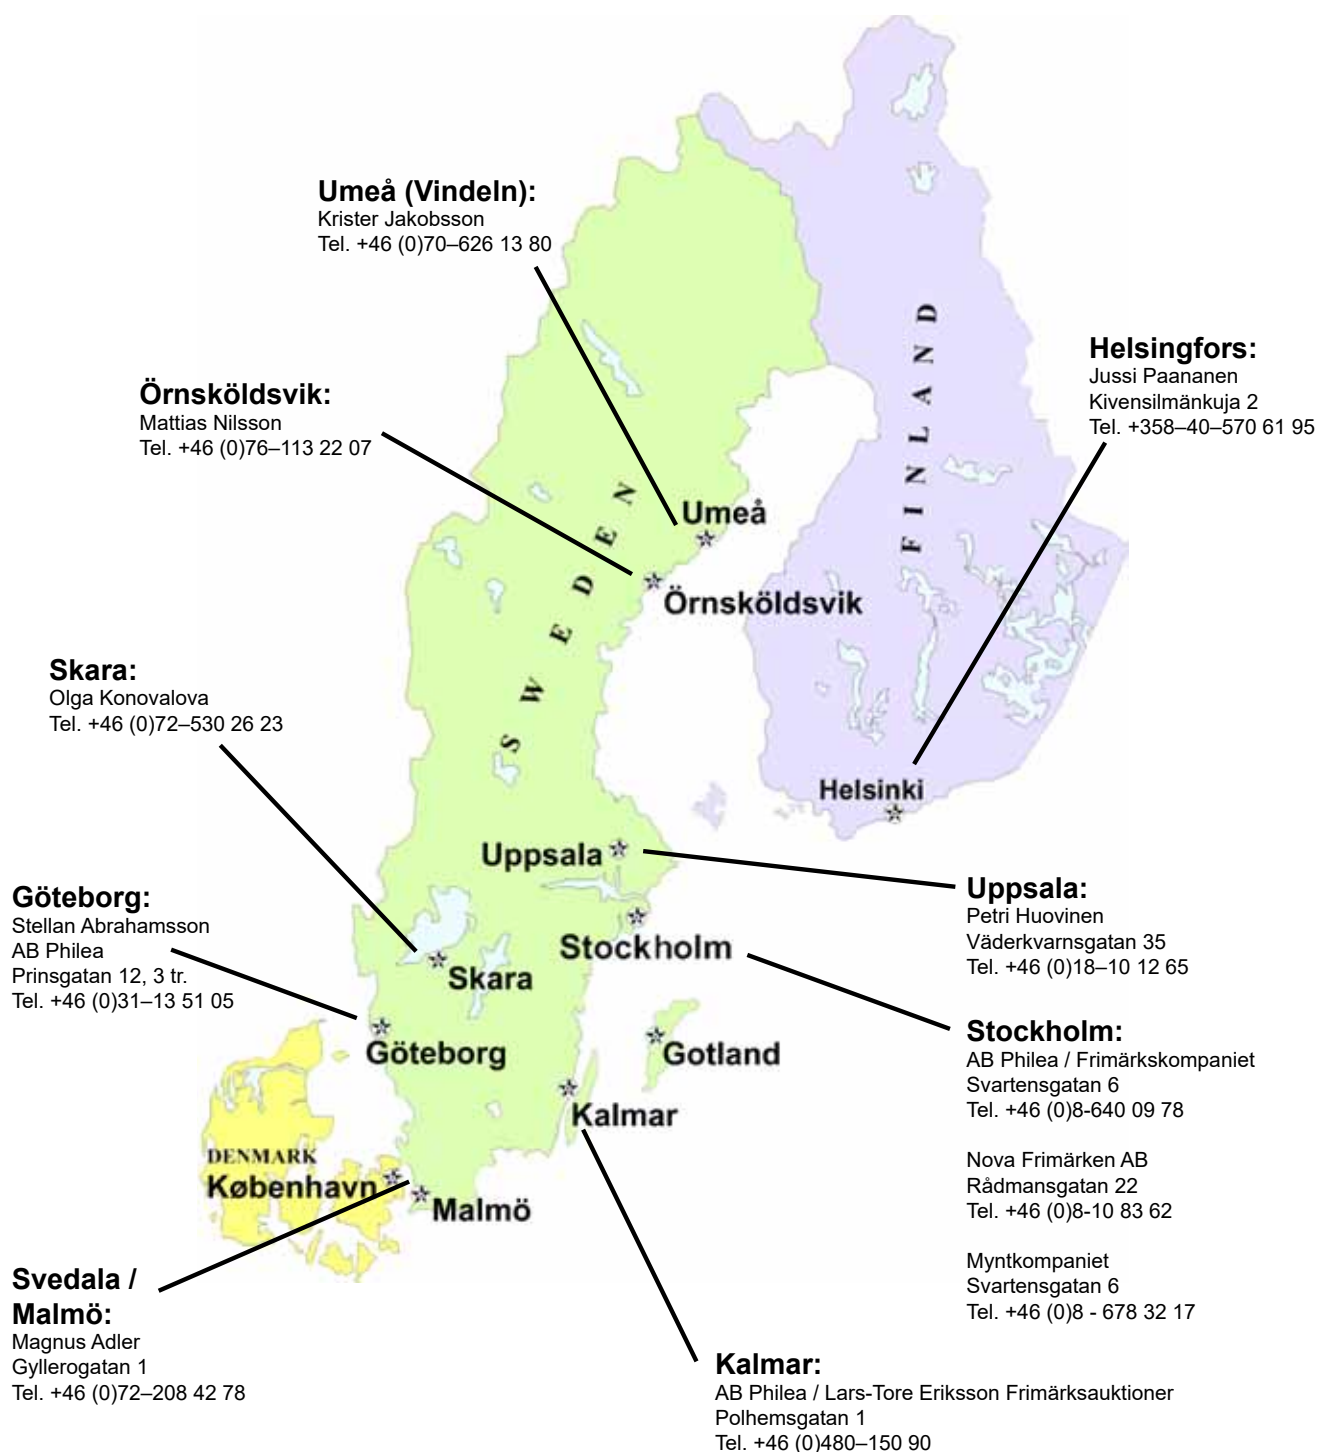 Umeå (Vindeln):
Krister Jakobsson
Tel. +46 (0)70–626 13 80
Örnsköldsvik:
Mattias Nilsson
Tel. +46 (0)76–113 22 07
Helsingfors:
Jussi Paananen
Kivensilmänkuja 2
Tel. +358–40–570 61 95
FINLAND
SWEDEN
Umeå
Örnsköldsvik
Skara:
Olga Konovalova
Tel. +46 (0)72–530 26 23
Helsinki
Uppsala
Göteborg:
Stellan Abrahamsson
AB Philea
Prinsgatan 12, 3 tr.
Tel. +46 (0)31–13 51 05
Uppsala:
Petri Huovinen
Väderkvarnsgatan 35
Tel. +46 (0)18–10 12 65
Stockholm
Skara
Göteborg
Gotland
Kalmar
Stockholm:
AB Philea / Frimärkskompaniet
Svartensgatan 6
Tel. +46 (0)8-640 09 78
Nova Frimärken AB
Rådmansgatan 22
Tel. +46 (0)8-10 83 62
Myntkompaniet
Svartensgatan 6
Tel. +46 (0)8 - 678 32 17
DENMARK
København
Malmö
Svedala /
Malmö:
Magnus Adler
Gyllerogatan 1
Tel. +46 (0)72–208 42 78
Kalmar:
AB Philea / Lars-Tore Eriksson Frimärksauktioner
Polhemsgatan 1
Tel. +46 (0)480–150 90